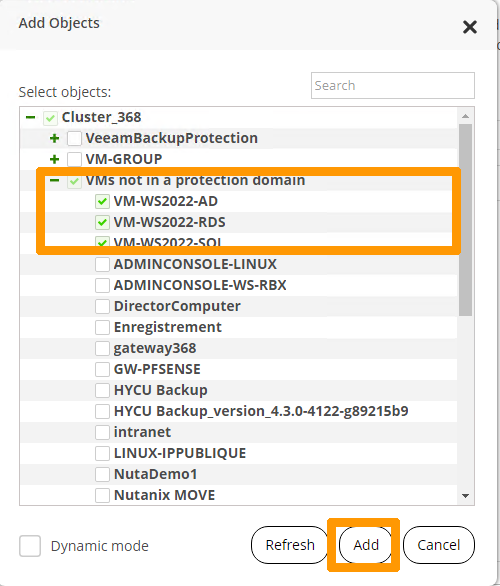 Add Objects
Select objects:
Search
Cluster_368
VeeamBackupProtection
VM-GROUP
VMs not in a protection domain
VM-WS2022-AD
VM-WS2022-RDS
VM-WS2022-SQL
ADMINCONSOLE-LINUX
ADMINCONSOLE-WS-RBX
DirectorComputer
Enregistrement
gateway368
GW-PFSENSE
HYCU Backup
HYCU Backup_version_4.3.0-4122-g89215b9
intranet
LINUX-IPPUBLIQUE
NutaDemo1
Nutanix MOVE
Dynamic mode
Refresh
Add
Cancel